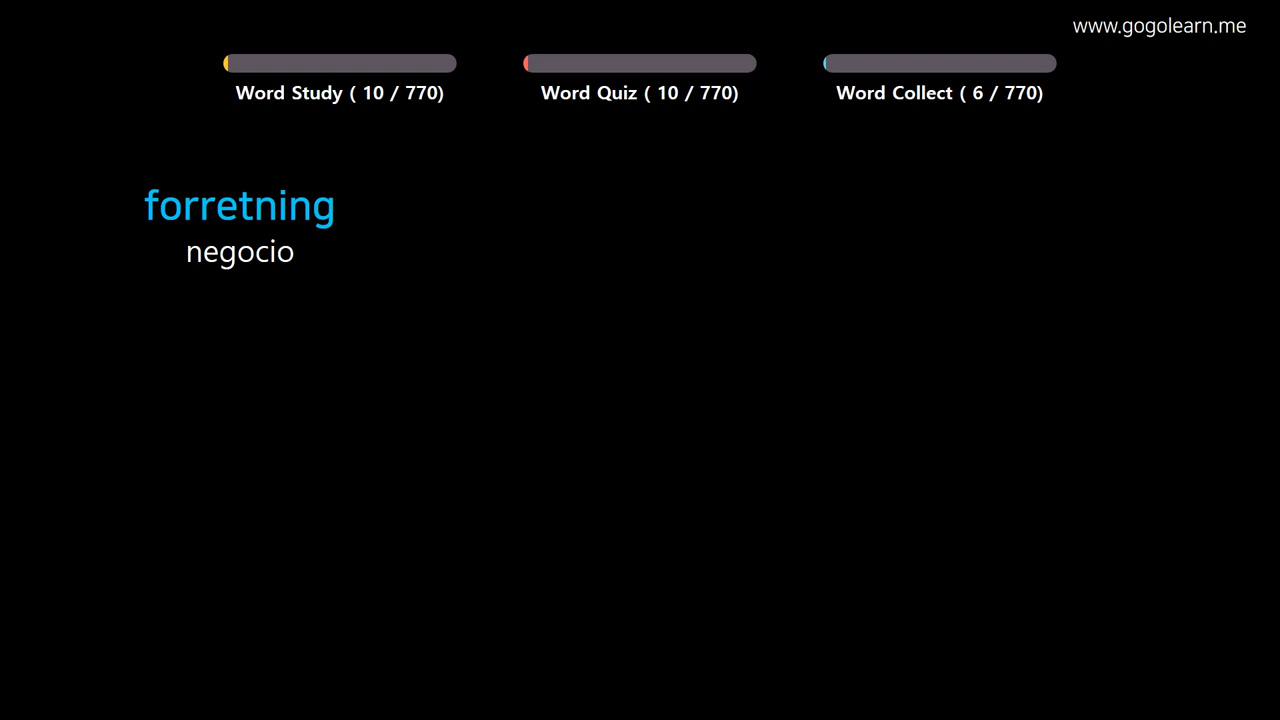 www.gogolearn.me
Word Study ( 10 / 770)
Word Quiz ( 10 / 770)
Word Collect ( 6 / 770)
forretning
negocio